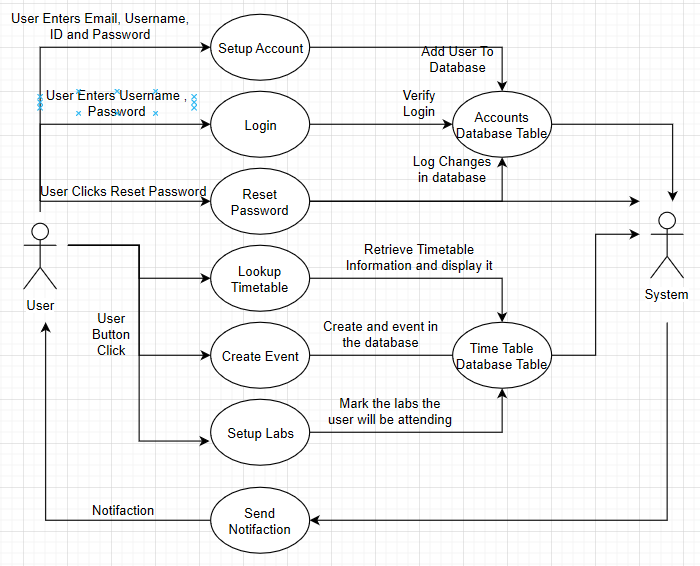 User Enters Email, Username,
ID and Password
Setup Account
Add User To
Database
User Enters Username ,
Password
Login
Verify
Login
Accounts
Database Table
Log Changes
in database
User Clicks Reset Password
Reset
Password
User
System
Lookup
Timetable
Retrieve Timetable
Information and display it
User
Button
Click
Create Event
Create and event in
the database
Time Table
Database Table
Setup Labs
Mark the labs the
user will be attending
Notifaction
Send
Notifaction